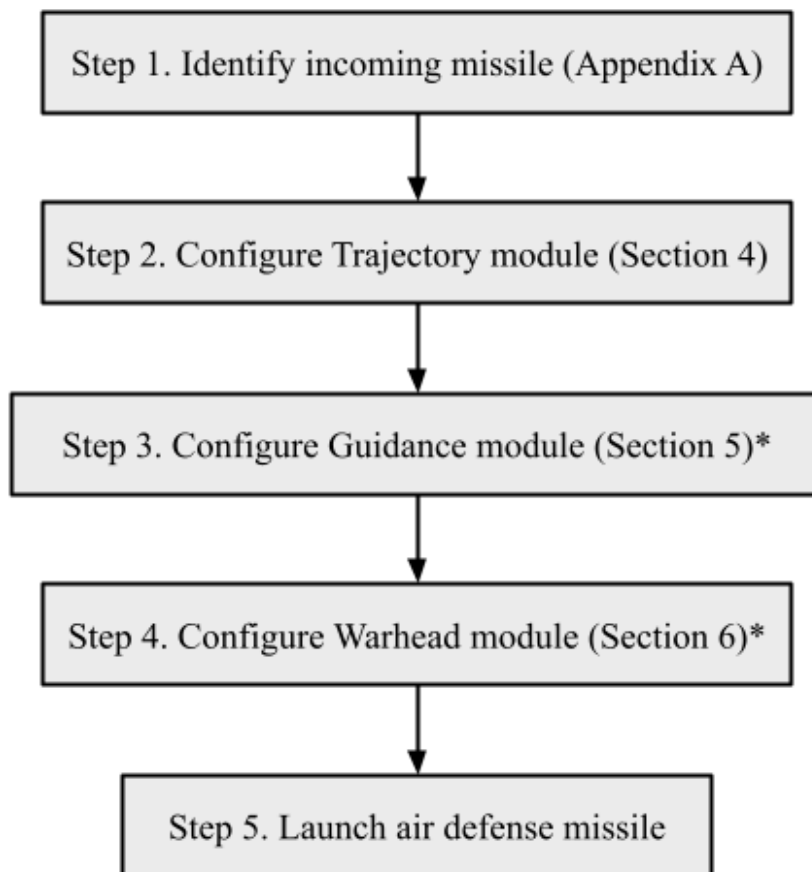 Step 1. Identify incoming missile (Appendix A)
Step 2. Configure Trajectory module (Section 4)
Step 3. Configure Guidance module (Section 5)*
Step 4. Configure Warhead module (Section 6)*
Step 5. Launch air defense missile